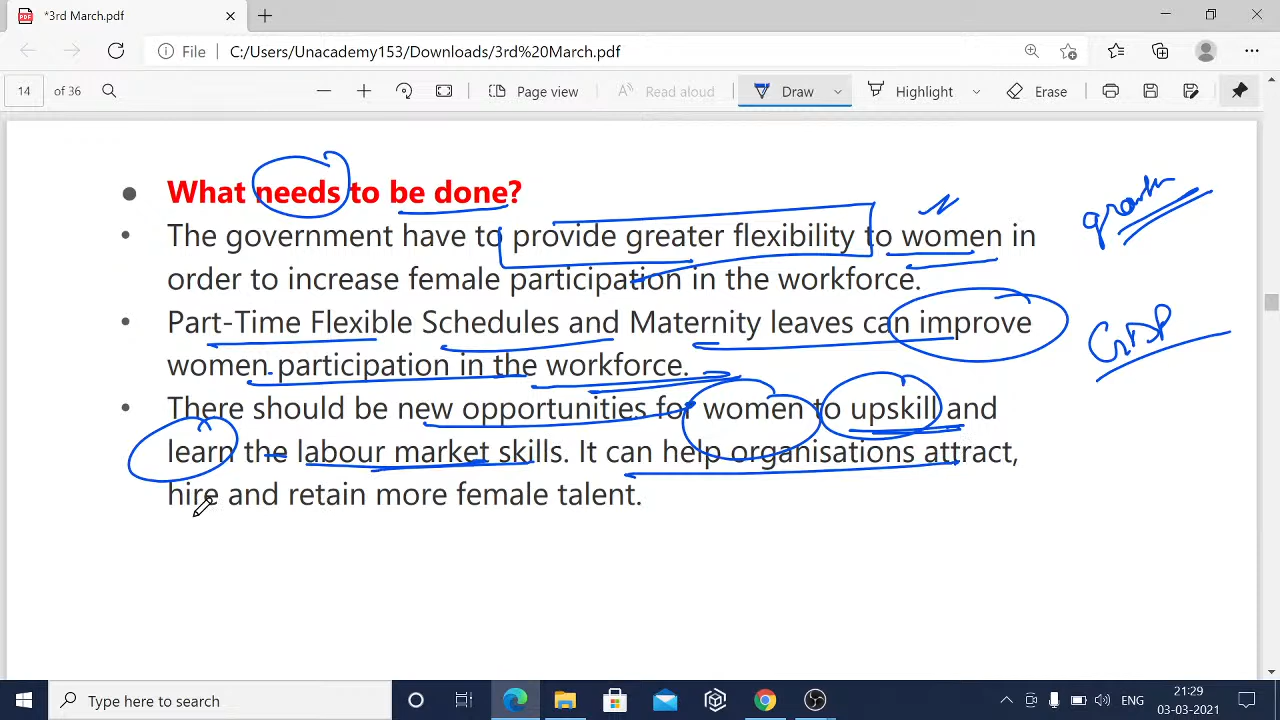 *3rd March.pdf
File C:/Users/Unacademy153/Downloads/3rd%20March.pdf
14 of 36 Page view Read aloud Draw Highlight Erase
What needs to be done?
growth
The government have to provide greater flexibility to women in
order to increase female participation in the workforce.
Part-Time Flexible Schedules and Maternity leaves can improve
GDP
women participation in the workforce.
There should be new opportunities for women to upskill and
learn the labour market skills. It can help organisations attract,
hire and retain more female talent.
Type here to search
ENG
21:29
03-03-2021